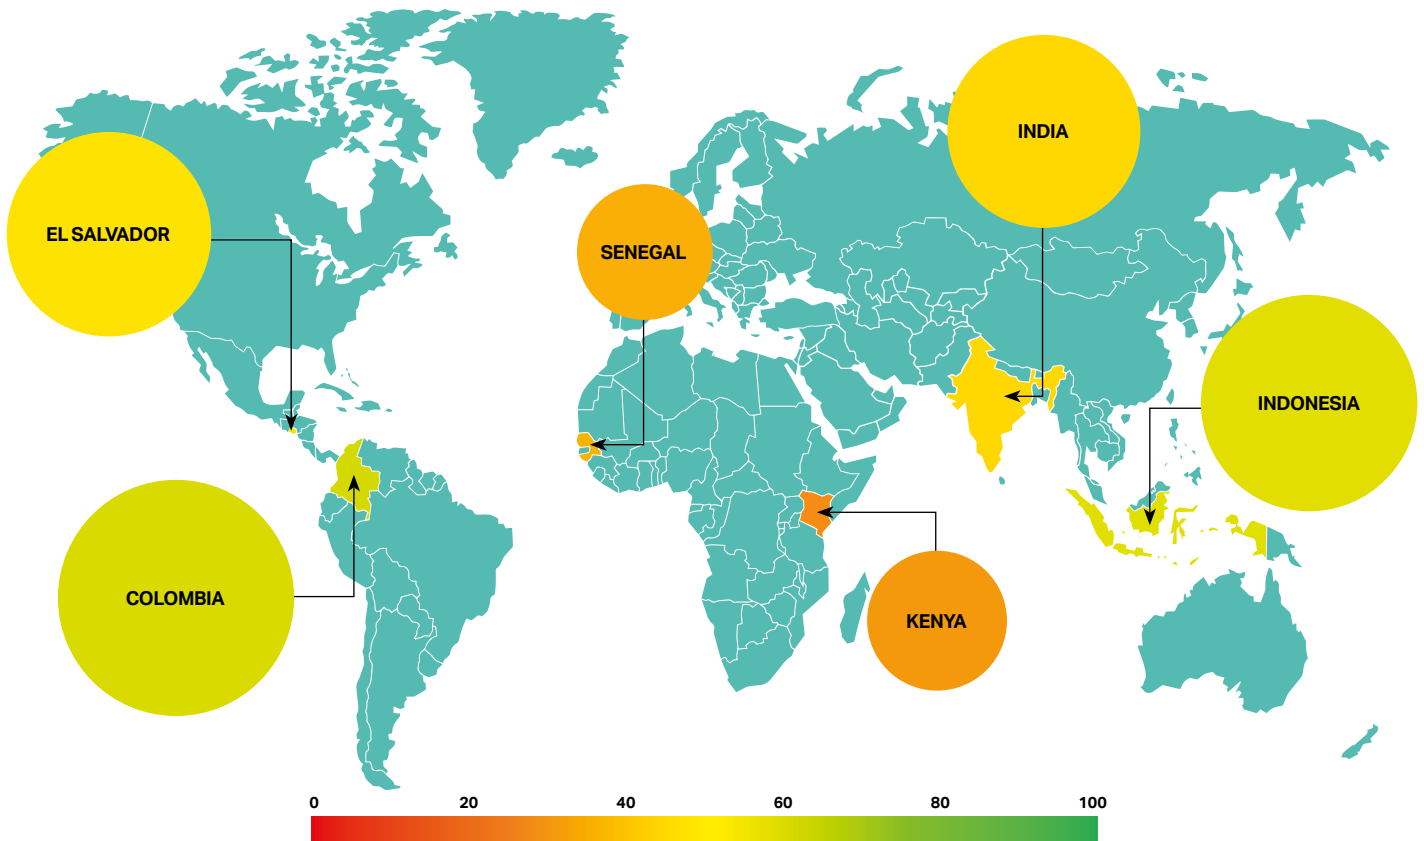 INDIA
EL SALVADOR
SENEGAL
INDONESIA
COLOMBIA
KENYA
0 20 40 60 80 100